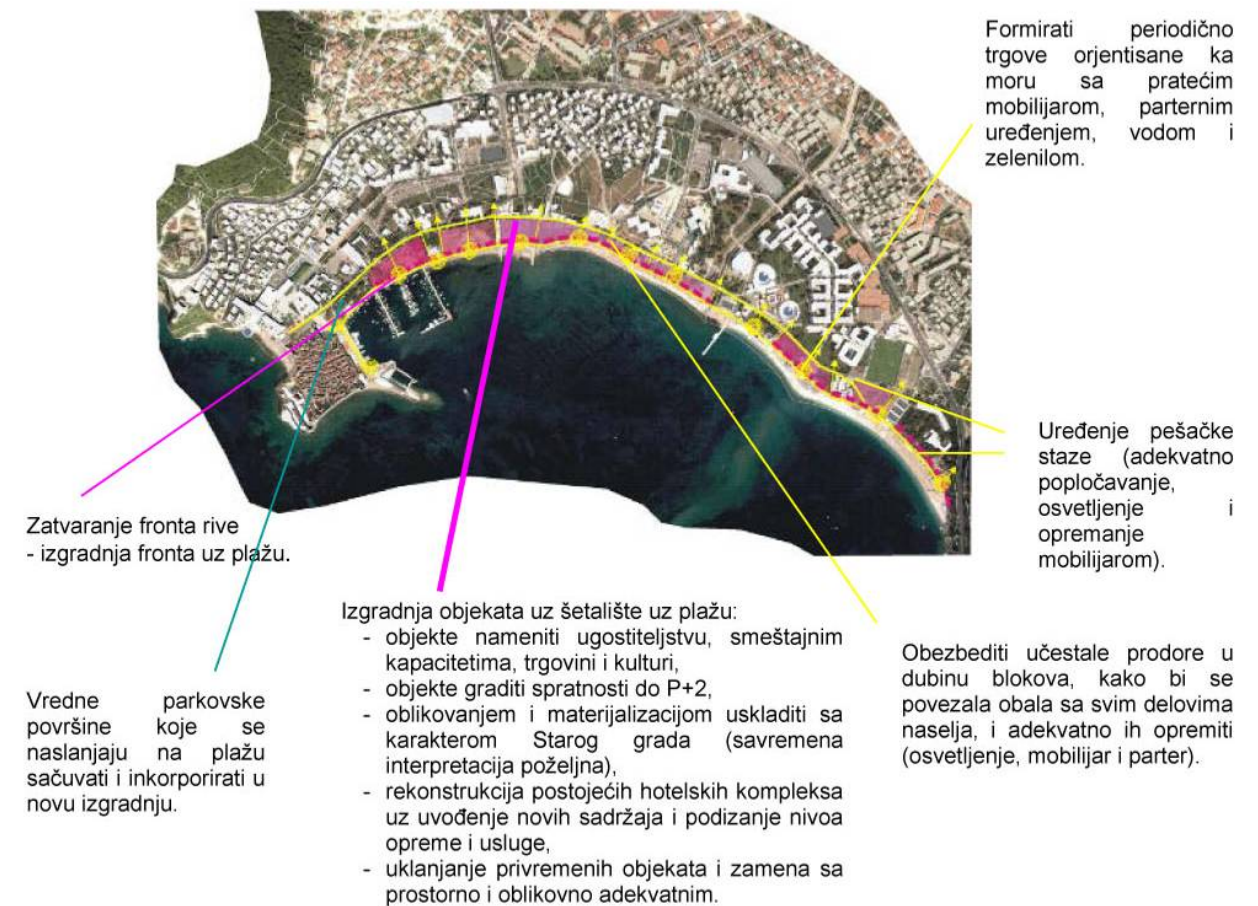 Formirati periodično
trgove orjentisane ka
moru sa pratećim
mobilijarom, parternim
uređenjem, vodom i
zelenilom.
Uređenje pešačke
staze (adekvatno
popločavanje,
osvetljenje i
opremanje
mobilijarom).
Zatvaranje fronta rive
- izgradnja fronta uz plažu.
Izgradnja objekata uz šetalište uz plažu:
- objekte nameniti ugostiteljstvu, smeštajnim
kapacitetima, trgovini i kulturi,
- objekte graditi spratnosti do P+2,
- oblikovanjem i materijalizacijom uskladiti sa
karakterom Starog grada (savremena
interpretacija poželjna),
- rekonstrukcija postojećih hotelskih kompleksa
uz uvođenje novih sadržaja i podizanje nivoa
opreme i usluge,
- uklanjanje privremenih objekata i zamena sa
prostorno i oblikovno adekvatnim.
Obezbediti učestale prodore u
dubinu blokova, kako bi se
povezala obala sa svim delovima
naselja, i adekvatno ih opremiti
(osvetljenje, mobilijar i parter).
Vredne parkovske
površine koje se
naslanjaju na plažu
sačuvati i inkorporirati u
novu izgradnju.